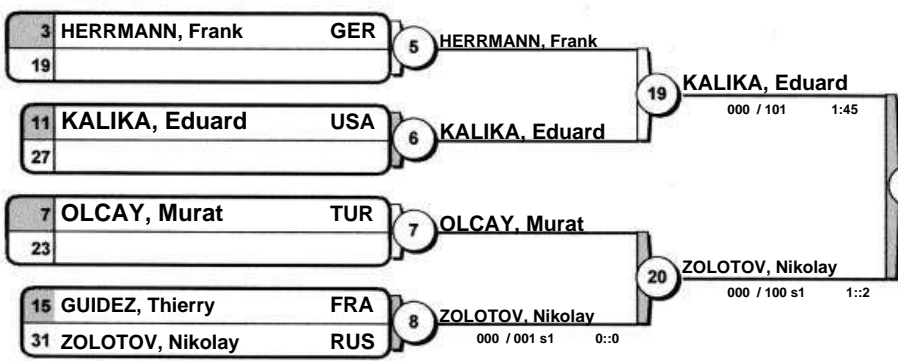 3 HERRMANN, Frank GER
19
5
HERRMANN, Frank
11 KALIKA, Eduard USA
27
6
KALIKA, Eduard
19
KALIKA, Eduard
000 / 101 1:45
7 OLCAY, Murat TUR
23
7
OLCAY, Murat
15 GUIDEZ, Thierry FRA
31 ZOLOTOV, Nikolay RUS
8
ZOLOTOV, Nikolay
000 / 001 s1 0::0
20
ZOLOTOV, Nikolay
000 / 100 s1 1::2